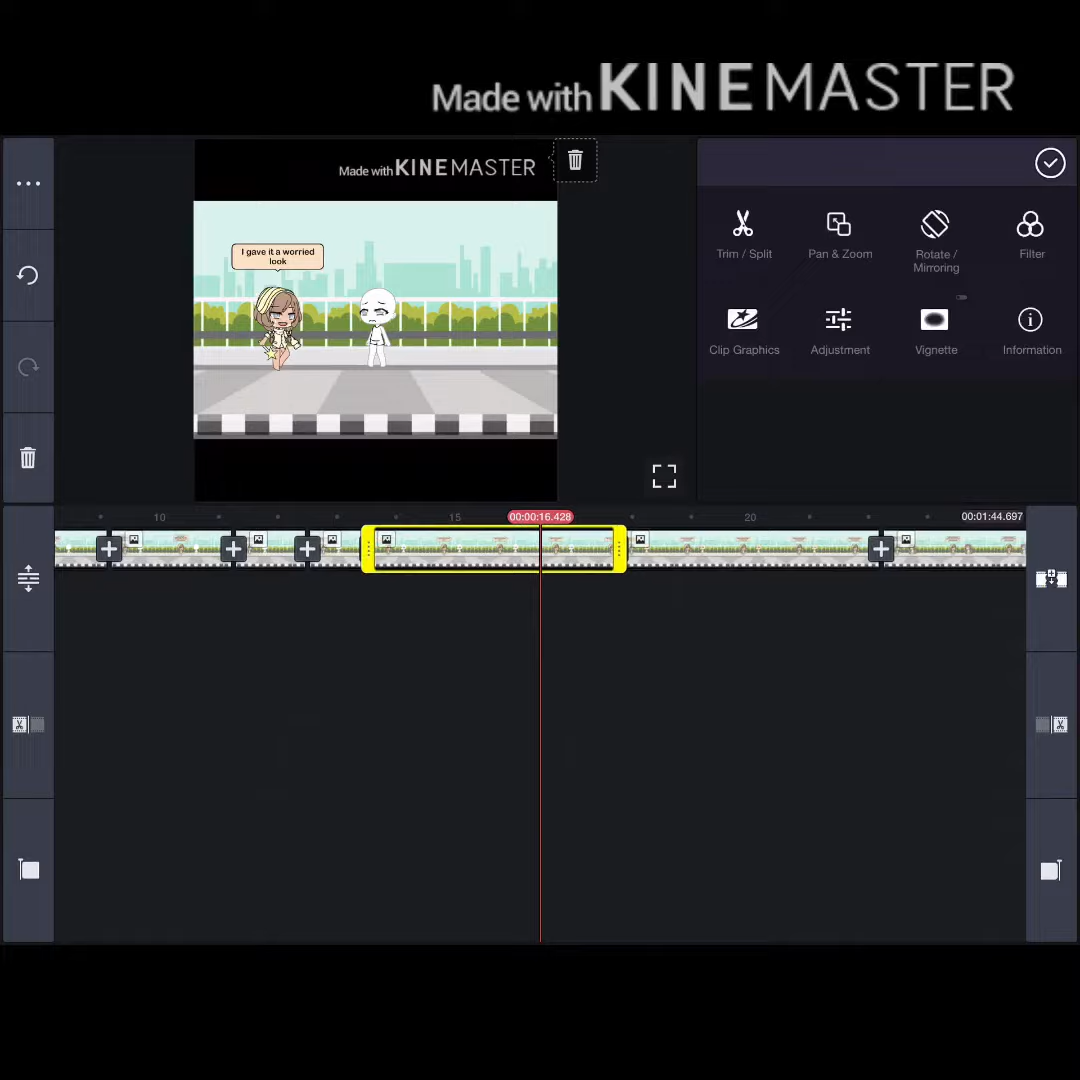 Made with KINEMASTER
Made with KINEMASTER
I gave it a worried
look
Trim / Split
Pan & Zoom
Rotate /
Mirroring
Filter
Clip Graphics
Adjustment
Vignette
Information
10
15
00:00:16.428
20
00:01:44.697